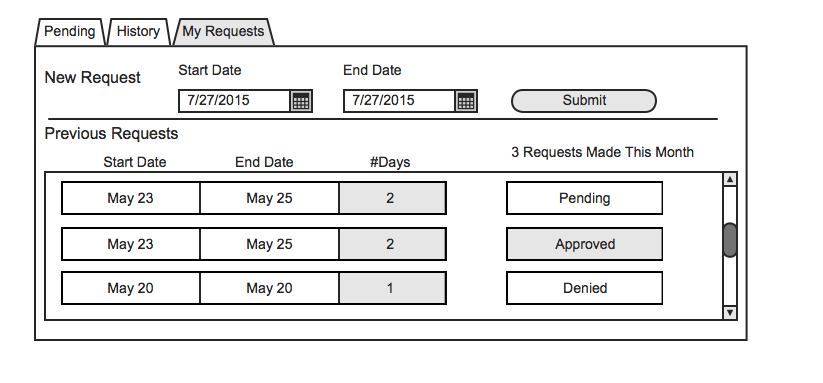 Pending History My Requests
New Request Start Date End Date
7/27/2015 7/27/2015 Submit
Previous Requests
3 Requests Made This Month
Start Date End Date #Days
May 23 May 25 2 Pending
May 23 May 25 2 Approved
May 20 May 20 1 Denied